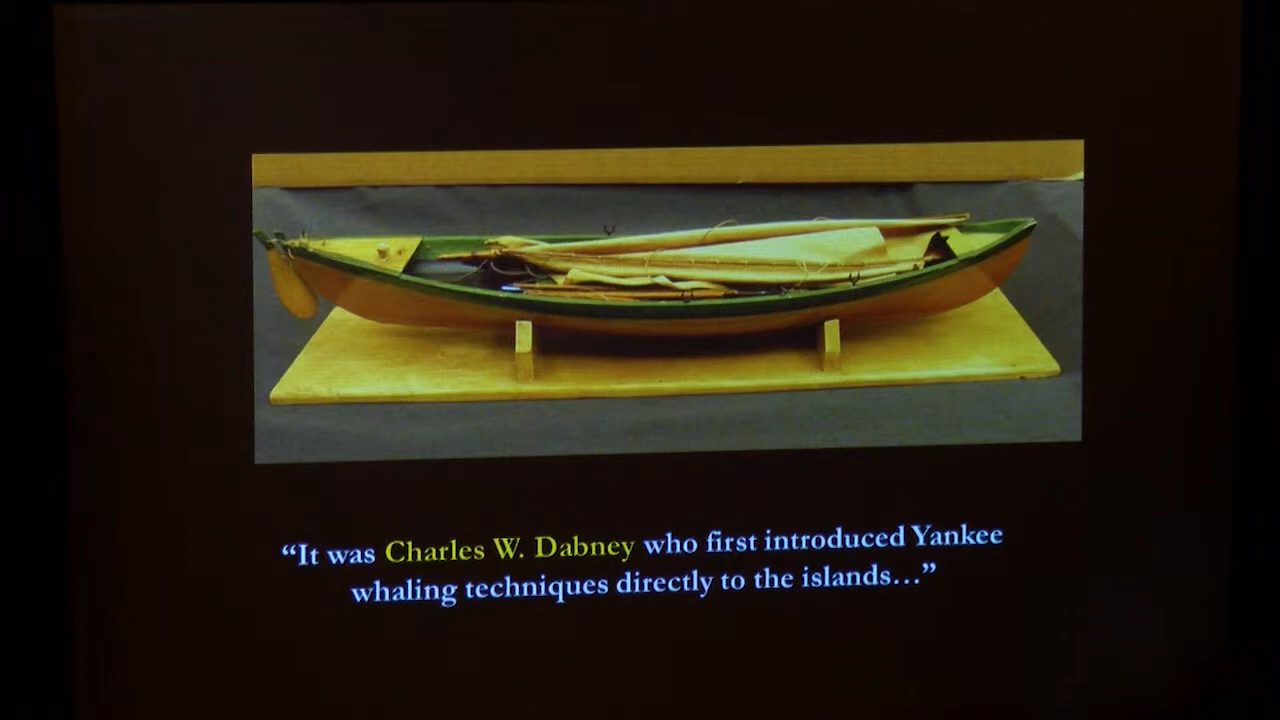 “It was Charles W. Dabney who first introduced Yankee
whaling techniques directly to the islands…”